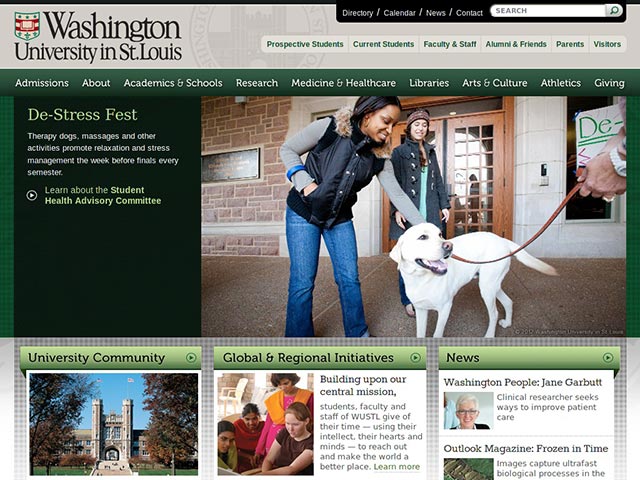 Washington
University in St. Louis
Directory / Calendar / News / Contact
SEARCH
Prospective Students
Current Students
Faculty & Staff
Alumni & Friends
Parents
Visitors
Admissions
About
Academics & Schools
Research
Medicine & Healthcare
Libraries
Arts & Culture
Athletics
Giving
De-Stress Fest
Therapy dogs, massages and other
activities promote relaxation and stress
management the week before finals every
semester.
Learn about the Student
Health Advisory Committee
De-
© 2012 Washington University in St. Louis
University Community
Global & Regional Initiatives
Building upon our
central mission,
students, faculty and
staff of WUSTL give of
their time — using their
intellect, their hearts and
minds — to reach out
and make the world a
better place. Learn more
News
Washington People: Jane Garbutt
Clinical researcher seeks
ways to improve patient
care
Outlook Magazine: Frozen in Time
Images capture ultrafast
biological processes in the